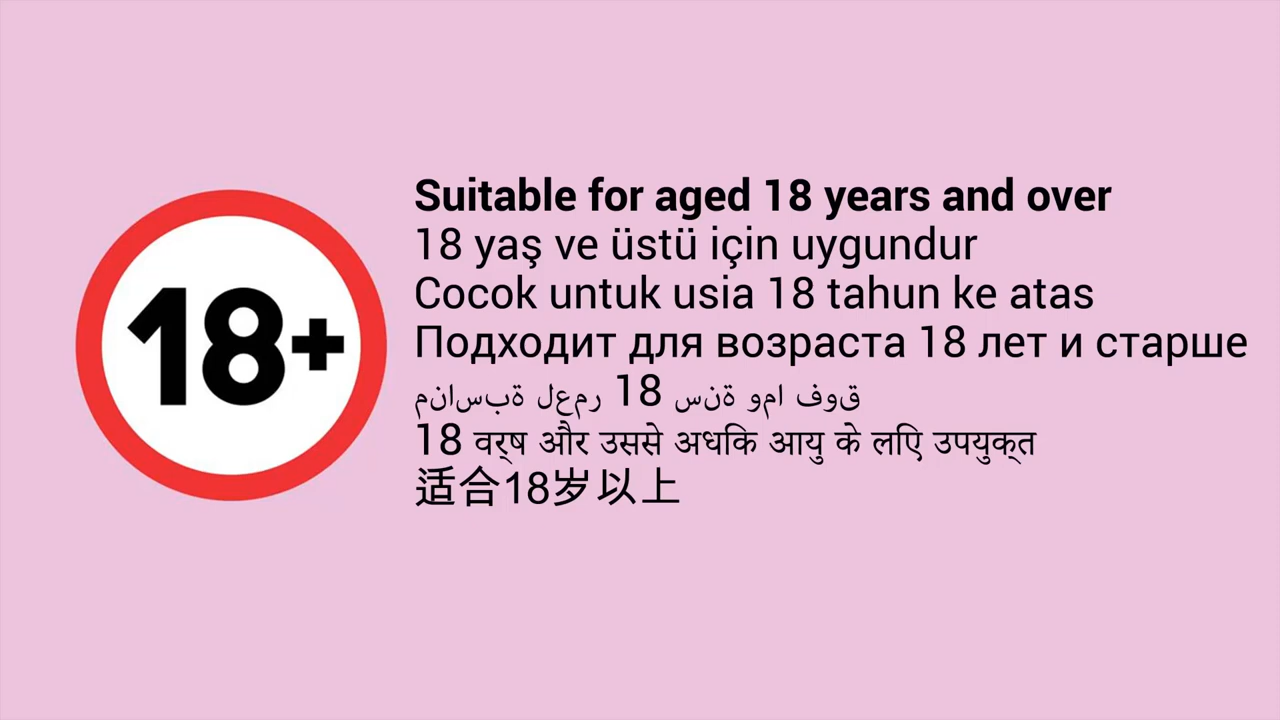 18+
Suitable for aged 18 years and over
18 yaş ve üstü için uygundur
Cocok untuk usia 18 tahun ke atas
Подходит для возраста 18 лет и старше
مناسبة لعمر 18 سنة وما فوق
18 वर्ष और उससे अधकि आयु के लएि उपयुक्त
适合18岁以上